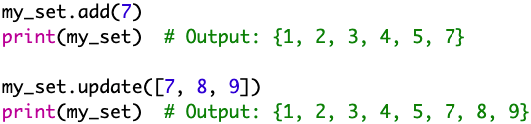 my_set.add(7)
print(my_set)  # Output: {1, 2, 3, 4, 5, 7}
my_set.update([7, 8, 9])
print(my_set)  # Output: {1, 2, 3, 4, 5, 7, 8, 9}